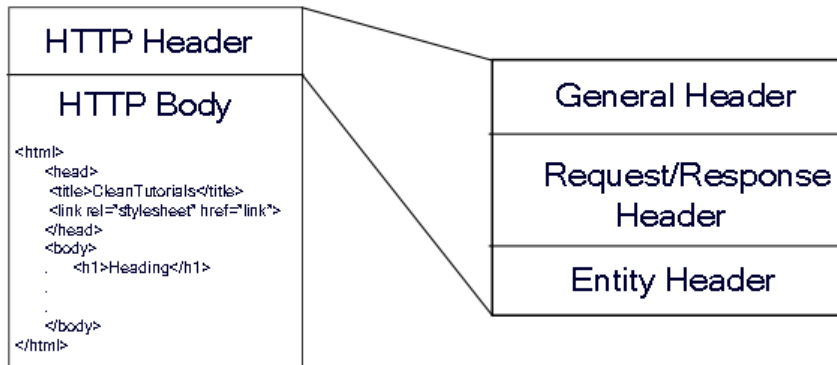 HTTP Header
HTTP Body
<html>
<head>
<title>CleanTutorials</title>
<link rel="stylesheet" href="link">
</head>
<body>
. <h1>Heading</h1>
.
.
</body>
</html>
General Header
Request/Response
Header
Entity Header